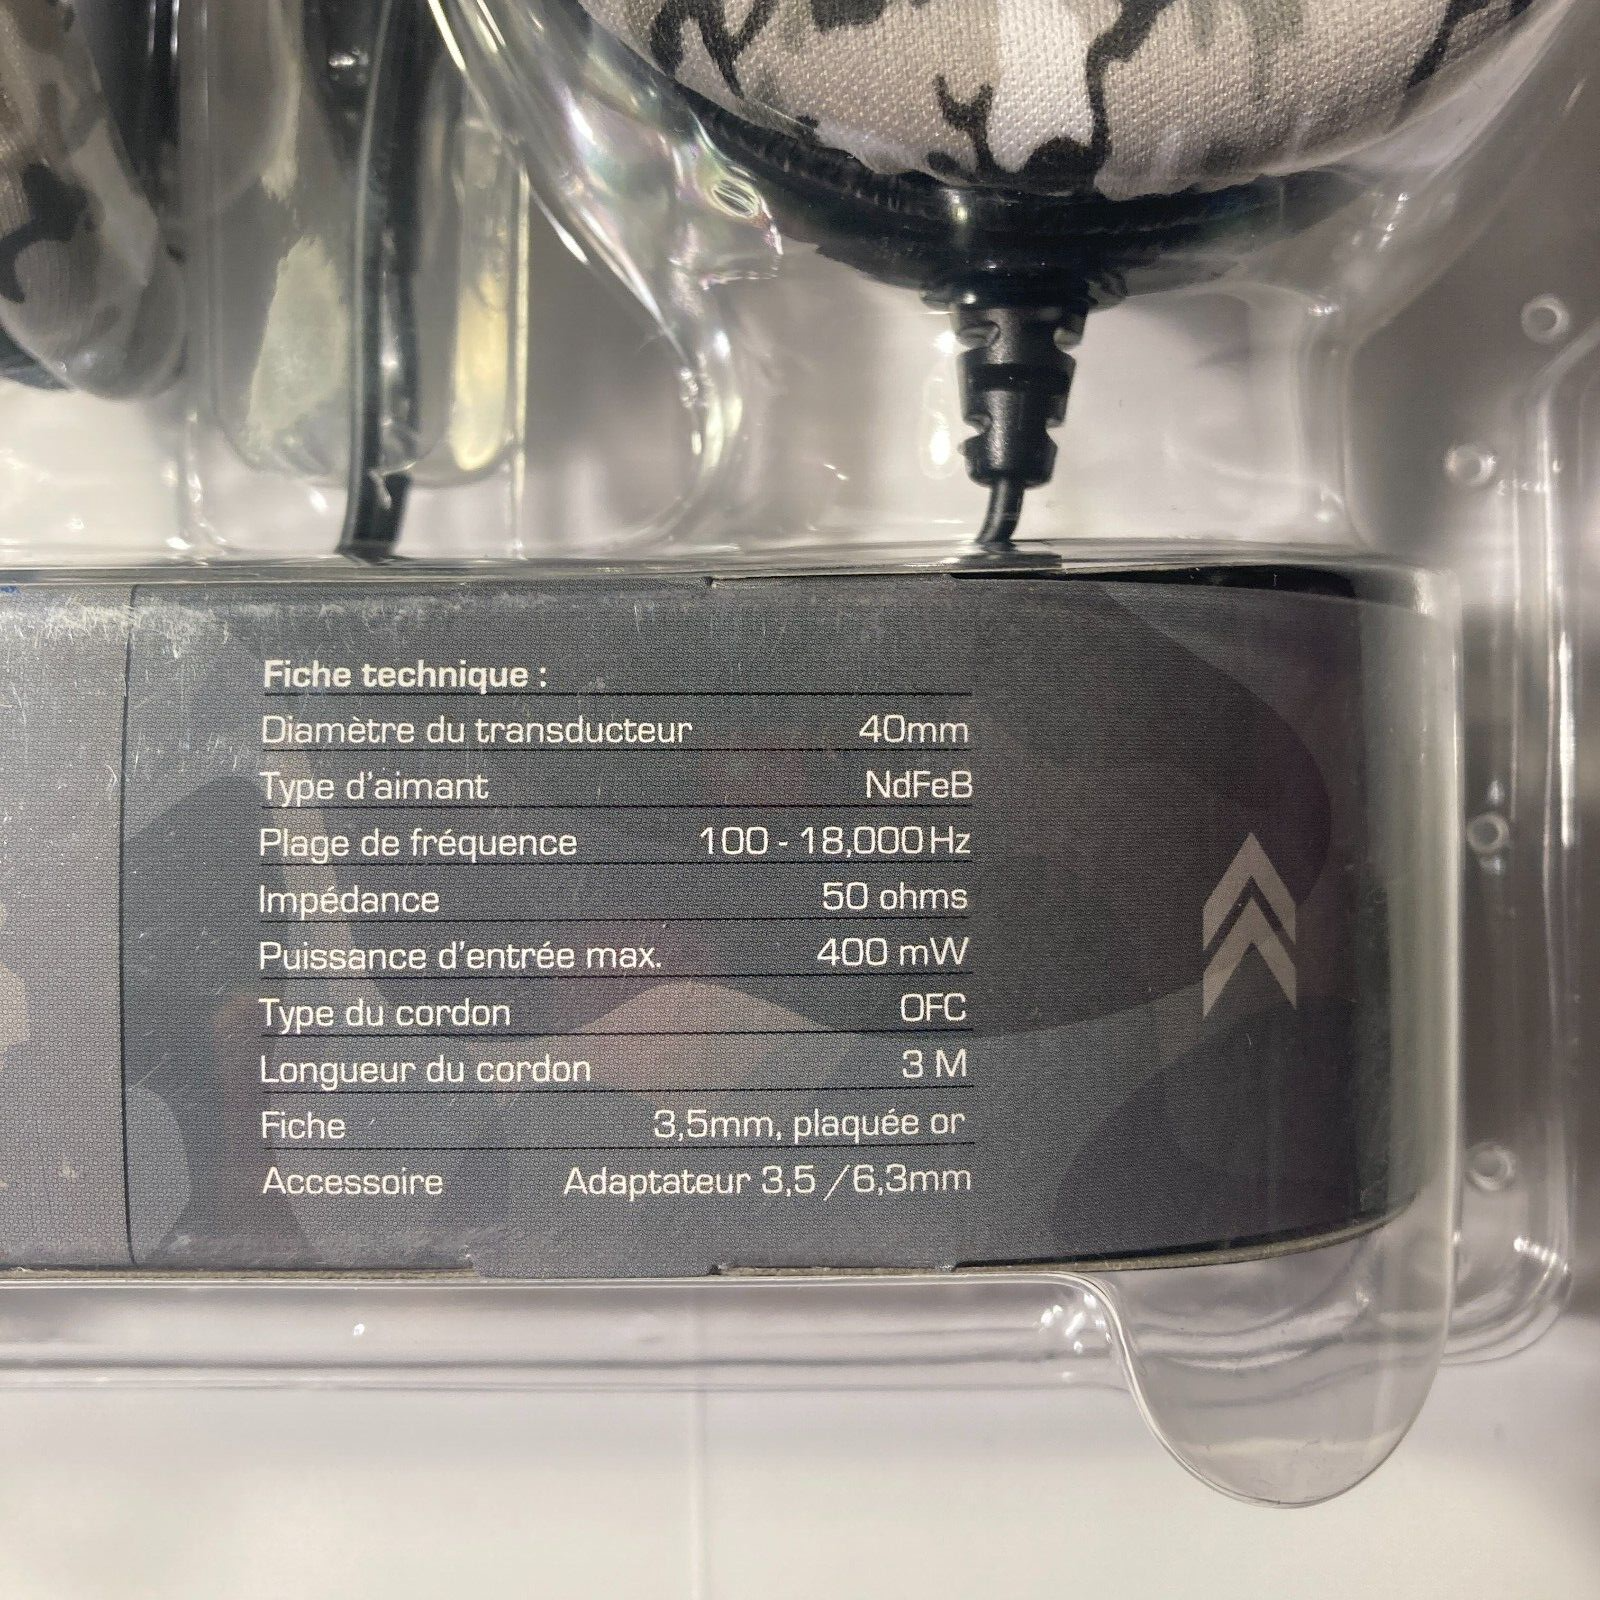 Fiche technique :
Diamètre du transducteur 40mm
Type d'aimant NdFeB
Plage de fréquence 100 - 18,000 Hz
Impédance 50 ohms
Puissance d'entrée max. 400 mW
Type du cordon OFC
Longueur du cordon 3 M
Fiche 3,5mm, plaquée or
Accessoire Adaptateur 3,5 /6,3mm